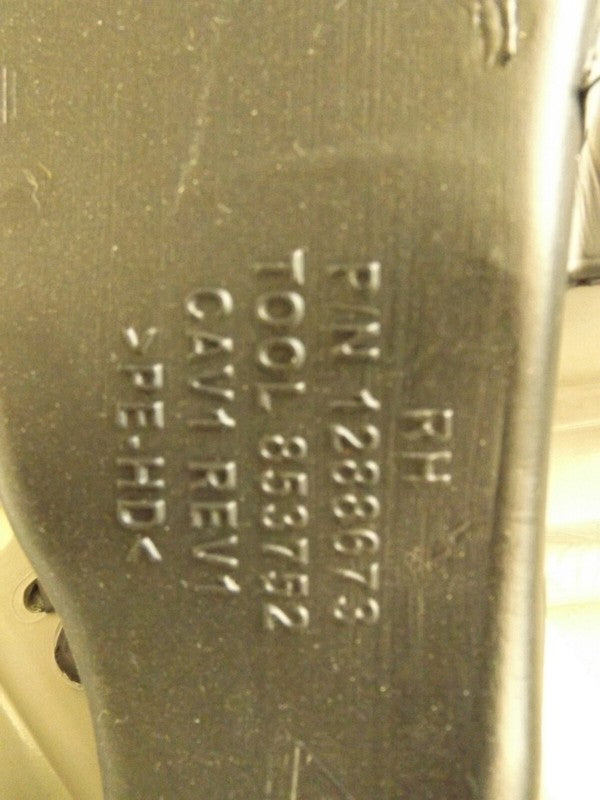 RH
P/N 1288673
TOOL 853752
CAV1 REV1
>PE-HD<